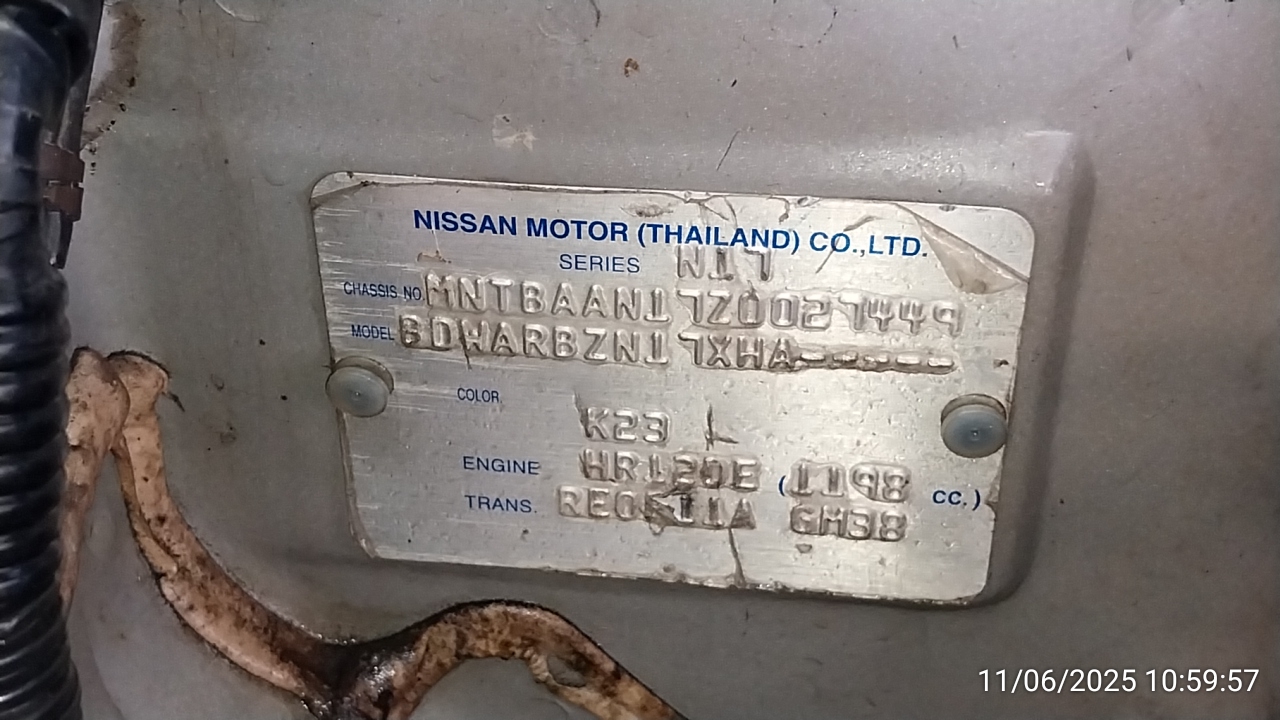 NISSAN MOTOR (THAILAND) CO.,LTD.
SERIES N17
CHASSIS NO. MNTBAAN17Z0027449
MODEL BDWARBZN17XHA-----
COLOR K23 L
ENGINE HR12DE (1198 CC.)
TRANS. RE0F11A GH38
11/06/2025 10:59:57